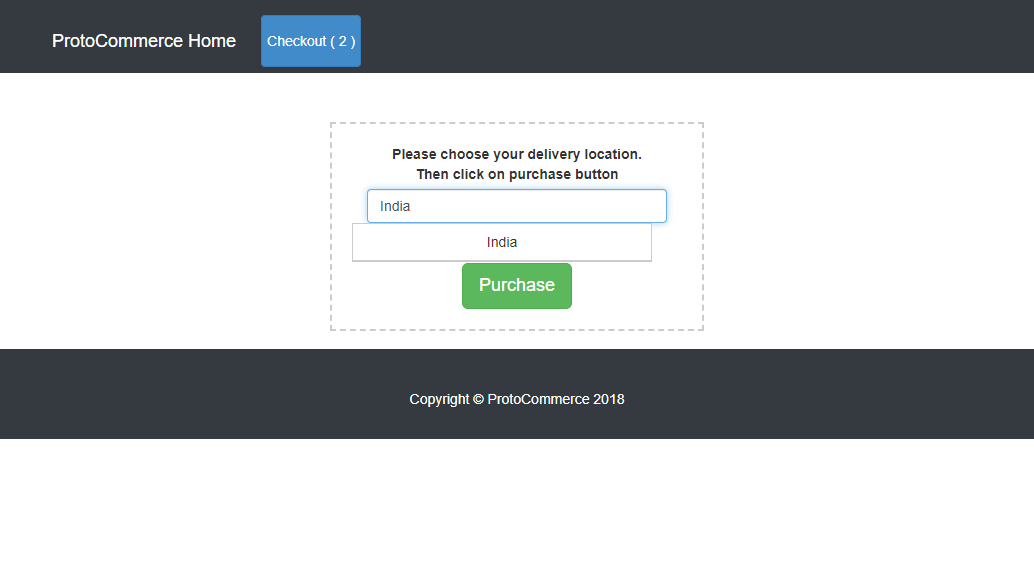 ProtoCommerce Home Checkout ( 2 )
Please choose your delivery location.
Then click on purchase button
India
India
Purchase
Copyright © ProtoCommerce 2018